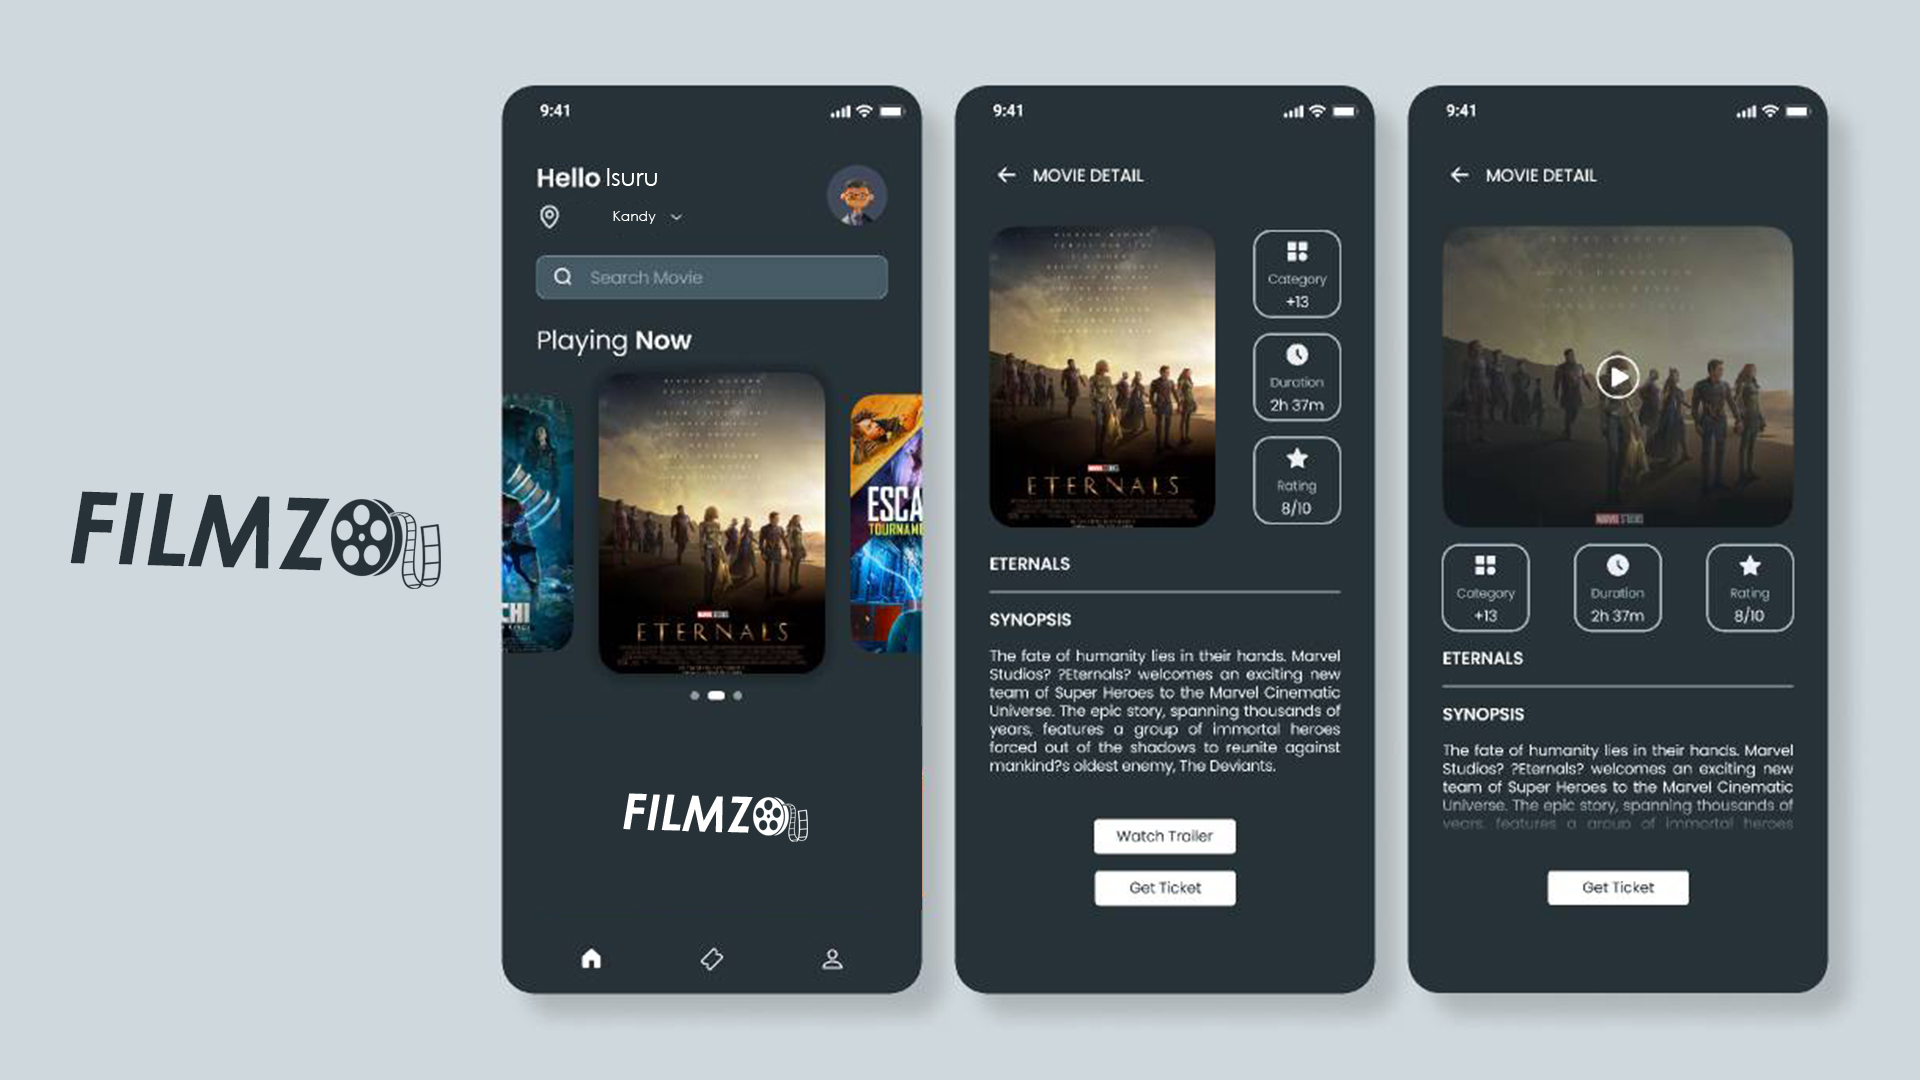 FILMZO
9:41
Hello Isuru
Kandy
Search Movie
Playing Now
CHI
ESCA
TOURNAME
MARVEL STUDIOS
ETERNALS
FILMZO
9:41
MOVIE DETAIL
MARVEL
ETERNALS
Category
+13
Duration
2h 37m
Rating
8/10
ETERNALS
SYNOPSIS
The fate of humanity lies in their hands. Marvel
Studios? ?Eternals? welcomes an exciting new
team of Super Heroes to the Marvel Cinematic
Universe. The epic story, spanning thousands of
years, features a group of immortal heroes
forced out of the shadows to reunite against
mankind?s oldest enemy, The Deviants.
Watch Trailer
Get Ticket
9:41
MOVIE DETAIL
MARVEL STUDIOS
Category
+13
Duration
2h 37m
Rating
8/10
ETERNALS
SYNOPSIS
The fate of humanity lies in their hands. Marvel
Studios? ?Eternals? welcomes an exciting new
team of Super Heroes to the Marvel Cinematic
Universe. The epic story, spanning thousands of
years, features a group of immortal heroes
Get Ticket